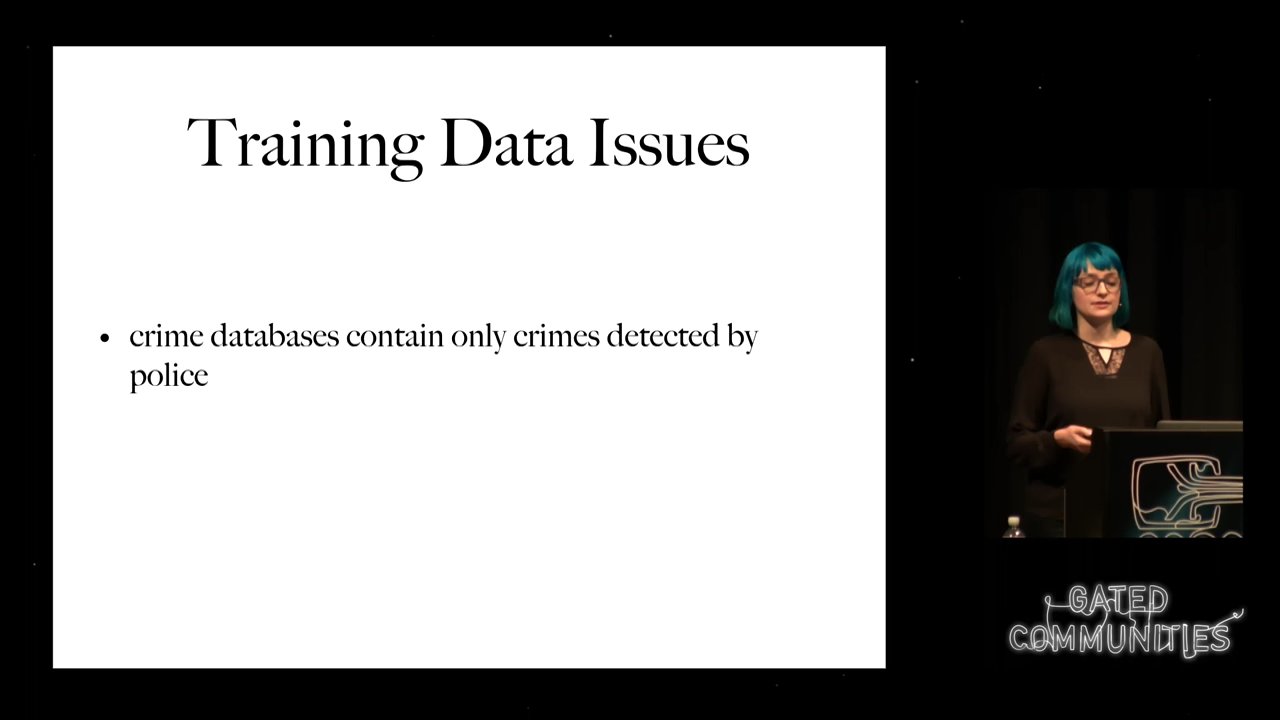 Training Data Issues
• crime databases contain only crimes detected by
police
GATED
COMMUNITIES